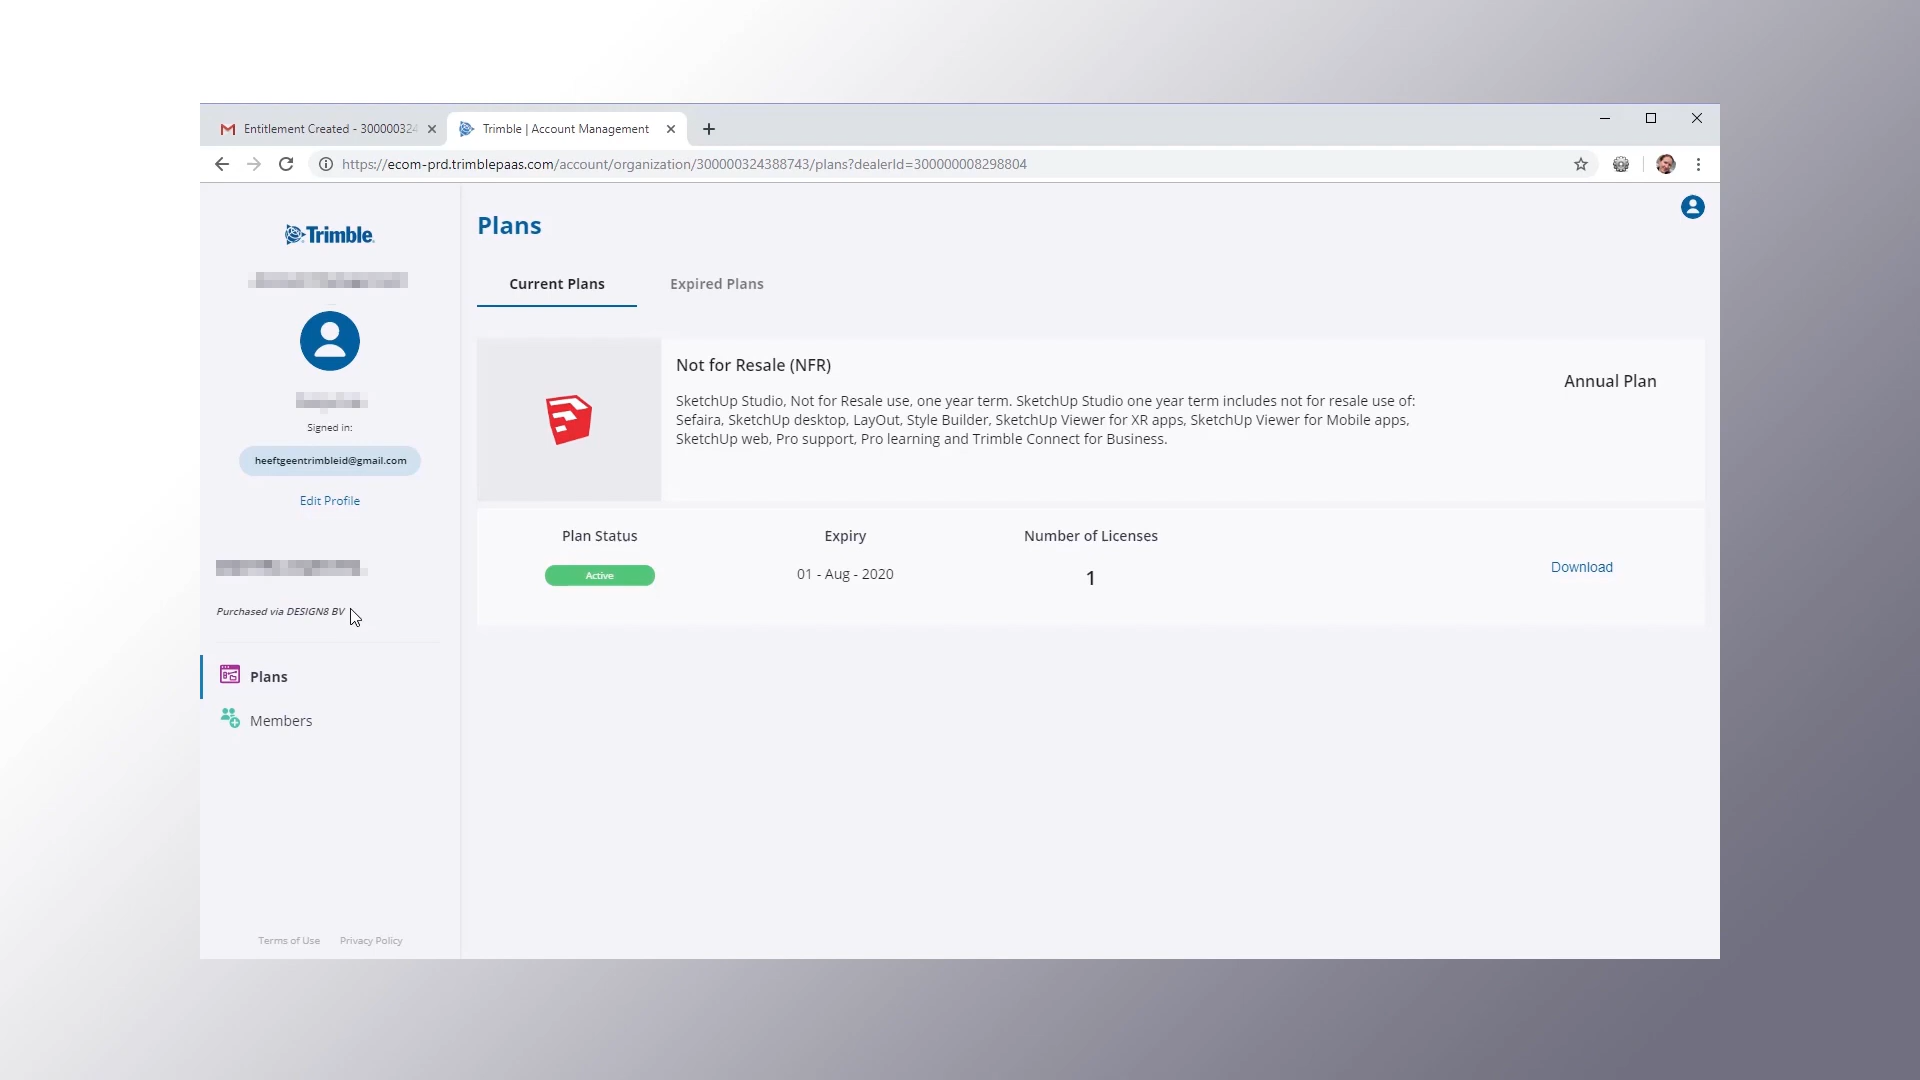 Entitlement Created - 30000032
Trimble | Account Management
https://ecom-prd.trimblepaas.com/account/organization/300000324388743/plans?dealerId=300000008298804
Trimble
Signed in:
heeftgeentrimbleid@gmail.com
Edit Profile
Purchased via DESIGN8 BV
Plans
Members
Terms of Use Privacy Policy
Plans
Current Plans Expired Plans
Not for Resale (NFR)
Annual Plan
SketchUp Studio, Not for Resale use, one year term. SketchUp Studio one year term includes not for resale use of:
Sefaira, SketchUp desktop, LayOut, Style Builder, SketchUp Viewer for XR apps, SketchUp Viewer for Mobile apps,
SketchUp web, Pro support, Pro learning and Trimble Connect for Business.
Plan Status Expiry Number of Licenses
Active 01 - Aug - 2020 1
Download